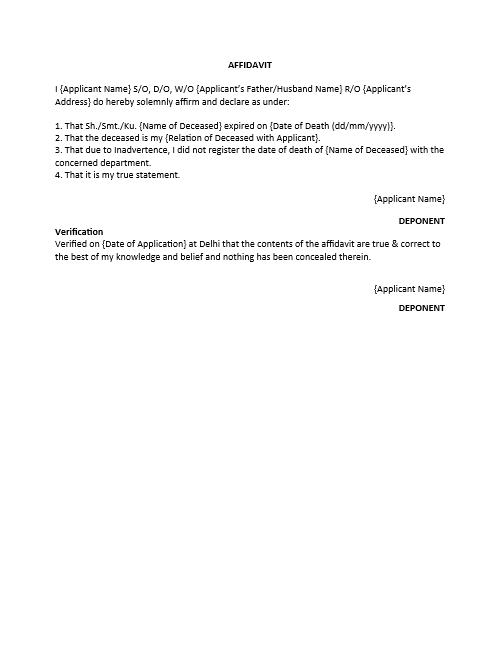 AFFIDAVIT
I {Applicant Name} S/O, D/O, W/O {Applicant's Father/Husband Name} R/O {Applicant's
Address} do hereby solemnly affirm and declare as under:
1. That Sh./Smt./Ku. {Name of Deceased} expired on {Date of Death (dd/mm/yyyy)}.
2. That the deceased is my {Relation of Deceased with Applicant}.
3. That due to Inadvertence, I did not register the date of death of {Name of Deceased} with the
concerned department.
4. That it is my true statement.
{Applicant Name}
DEPONENT
Verification
Verified on {Date of Application} at Delhi that the contents of the affidavit are true & correct to
the best of my knowledge and belief and nothing has been concealed therein.
{Applicant Name}
DEPONENT